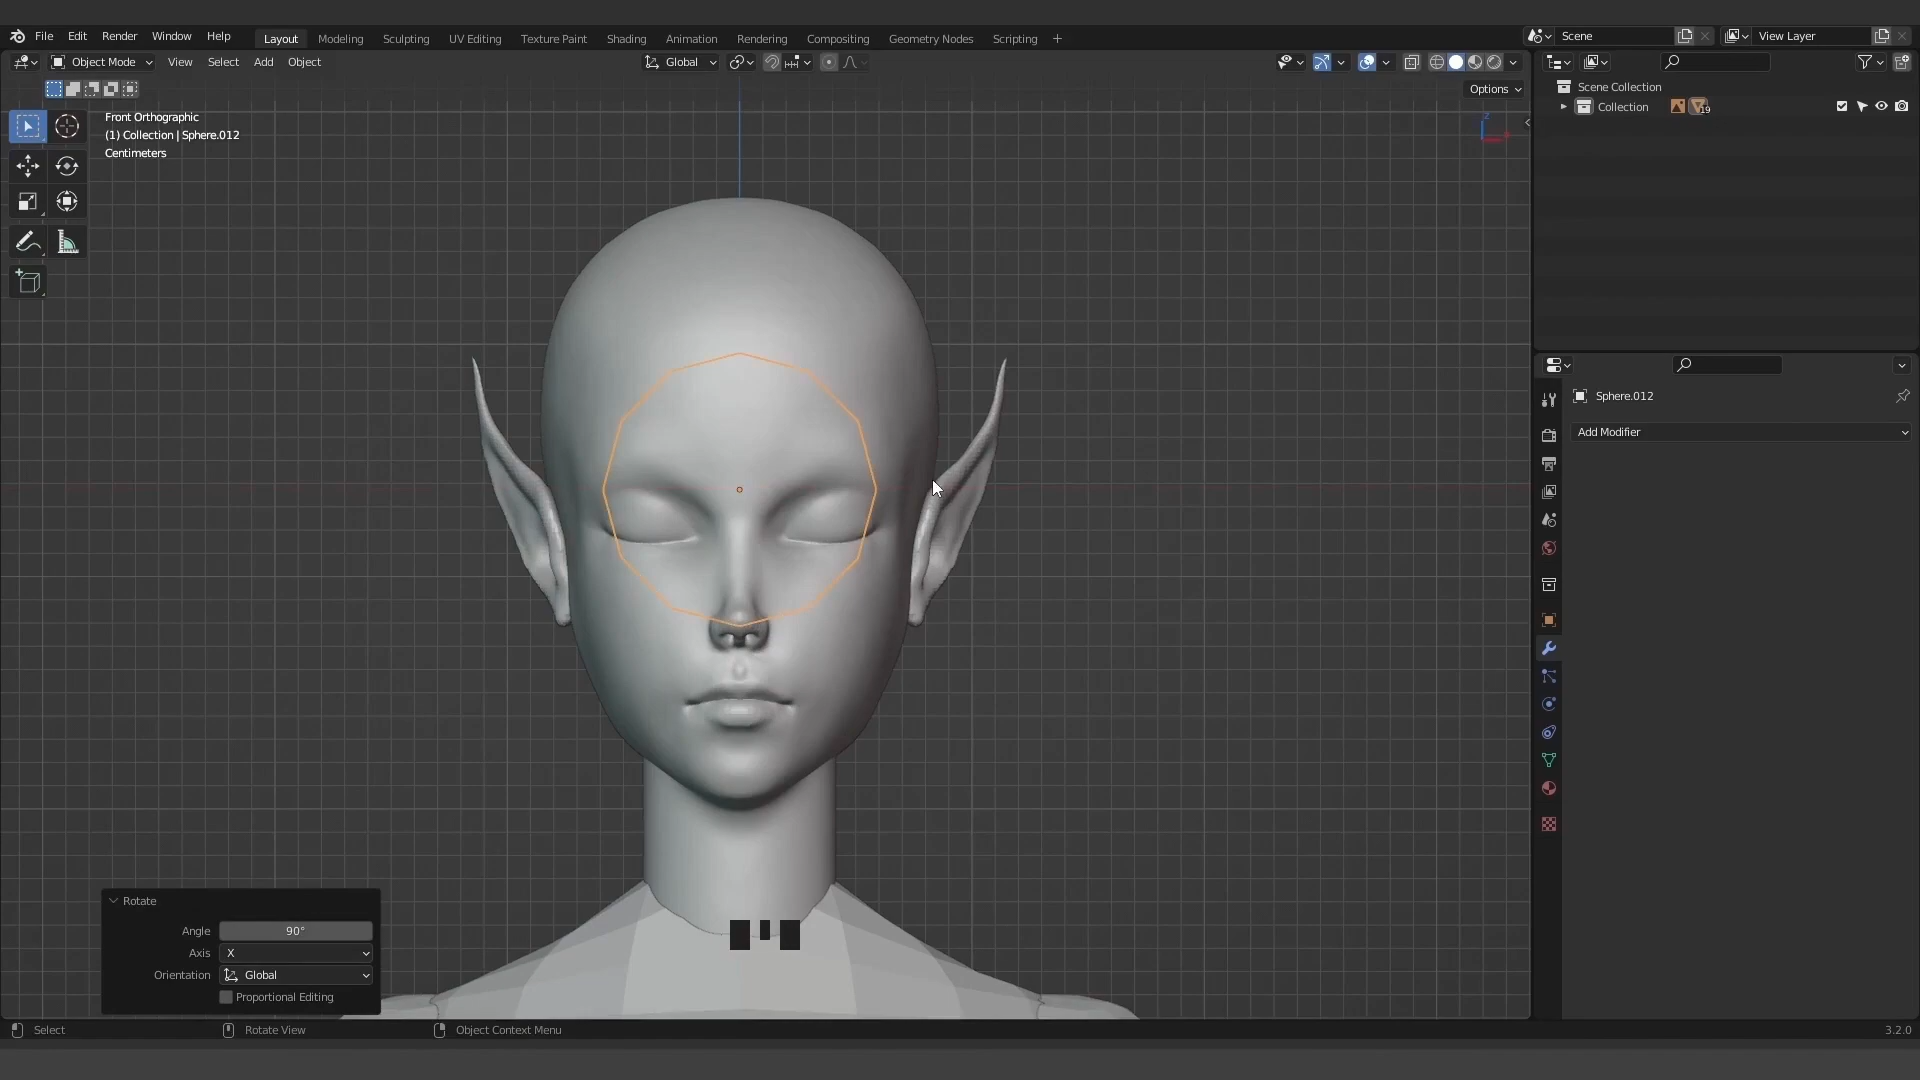 File Edit Render Window Help Layout Modeling Sculpting UV Editing Texture Paint Shading Animation Rendering Compositing Geometry Nodes Scripting + Scene View Layer
Object Mode View Select Add Object Global
Options
Front Orthographic
(1) Collection | Sphere.012
Centimeters
Z
Scene Collection
Collection 19
Sphere.012
Add Modifier
Rotate
Angle 90°
Axis X
Orientation Global
Proportional Editing
Select Rotate View Object Context Menu 3.2.0